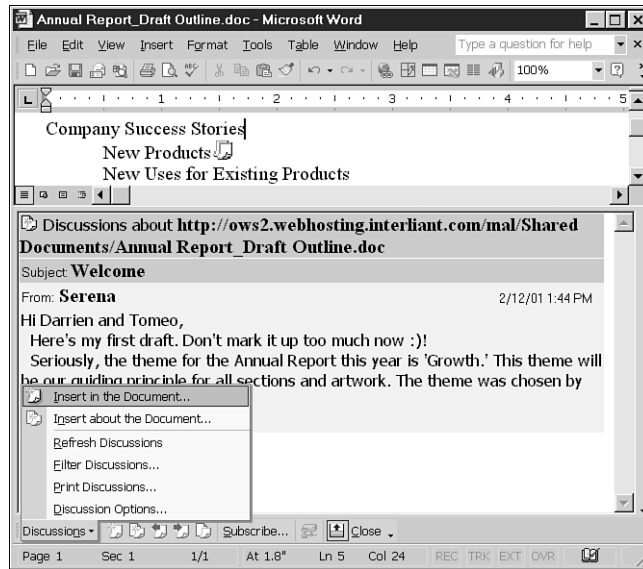 Annual Report_Draft Outline.doc - Microsoft Word
File Edit View Insert Format Tools Table Window Help Type a question for help
100%
1 2 3 4 5
Company Success Stories
New Products
New Uses for Existing Products
Discussions about http://ows2.webhosting.interliant.com/mal/Shared
Documents/Annual Report_Draft Outline.doc
Subject: Welcome
From: Serena 2/12/01 1:44 PM
Hi Darrien and Tomeo,
Here's my first draft. Don't mark it up too much now :)!
Seriously, the theme for the Annual Report this year is 'Growth.' This theme will
be our guiding principle for all sections and artwork. The theme was chosen by
Insert in the Document...
Insert about the Document...
Refresh Discussions
Filter Discussions...
Print Discussions...
Discussion Options...
Discussions Subscribe... Close
Page 1 Sec 1 1/1 At 1.8" Ln 5 Col 24 REC TRK EXT OVR